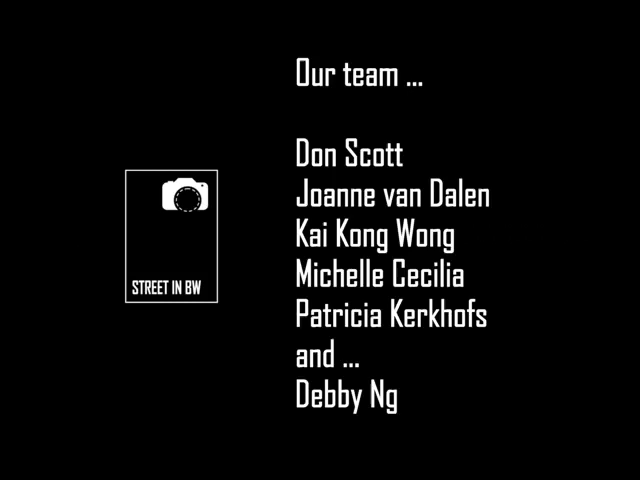 Our team ...
Don Scott
Joanne van Dalen
Kai Kong Wong
Michelle Cecilia
Patricia Kerkhofs
and ...
Debby Ng
STREET IN BW